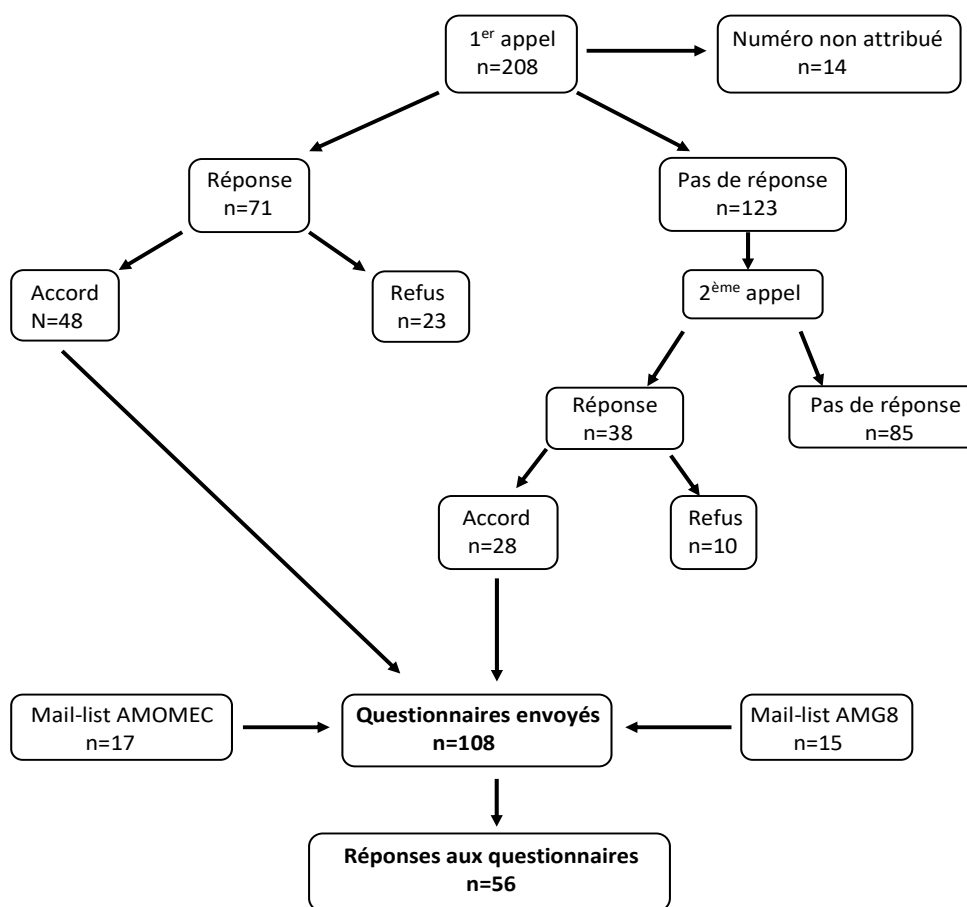 1er appel
n=208
Numéro non attribué
n=14
Réponse
n=71
Pas de réponse
n=123
Accord
N=48
Refus
n=23
2ème appel
Réponse
n=38
Pas de réponse
n=85
Accord
n=28
Refus
n=10
Mail-list AMOMEC
n=17
Questionnaires envoyés
n=108
Mail-list AMG8
n=15
Réponses aux questionnaires
n=56